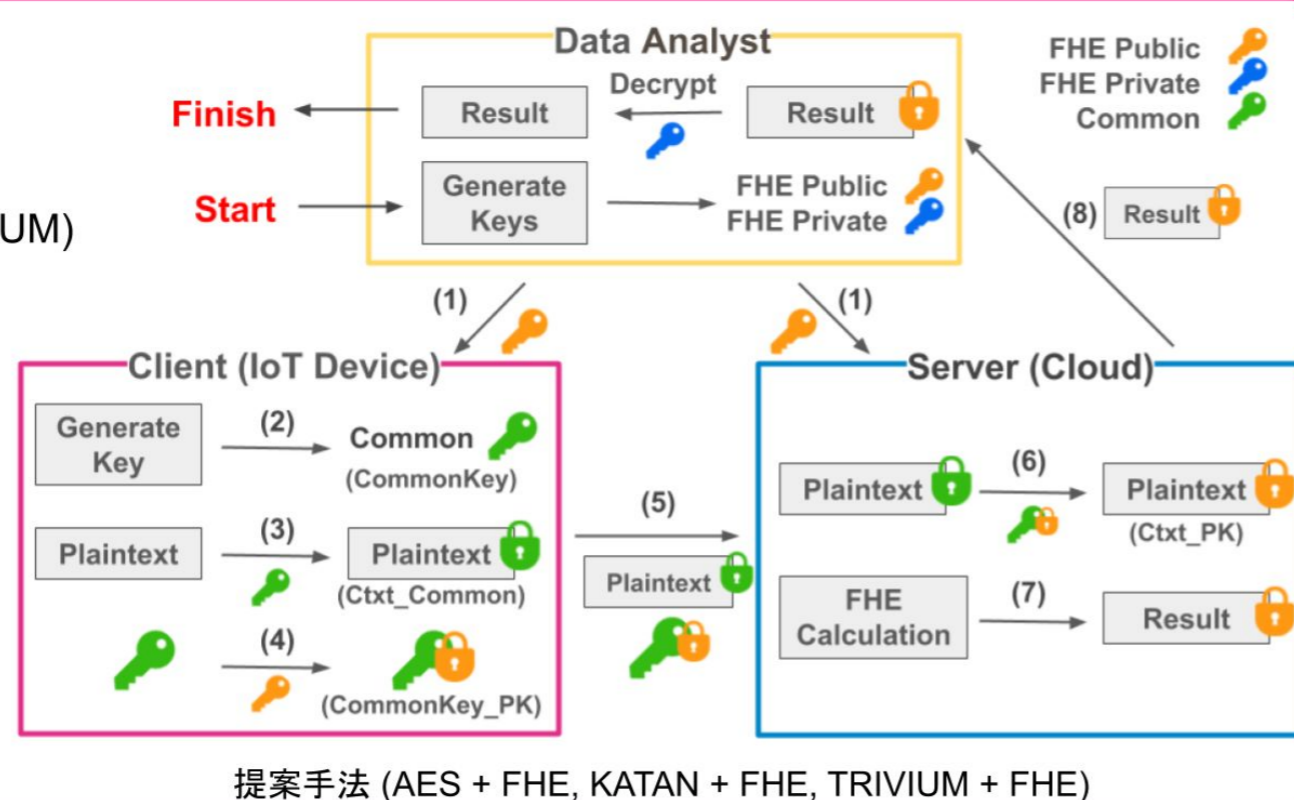 UM)
Data Analyst
Finish
Result
Decrypt
Result
Start
Generate
Keys
FHE Public
FHE Private
FHE Public
FHE Private
Common
(8)
Result
(1)
(1)
Client (IoT Device)
Generate
Key
(2)
Common
(CommonKey)
Plaintext
(3)
Plaintext
(Ctxt_Common)
(4)
(CommonKey_PK)
(5)
Plaintext
Server (Cloud)
Plaintext
(6)
Plaintext
(Ctxt_PK)
FHE
Calculation
(7)
Result
提案手法 (AES + FHE, KATAN + FHE, TRIVIUM + FHE)